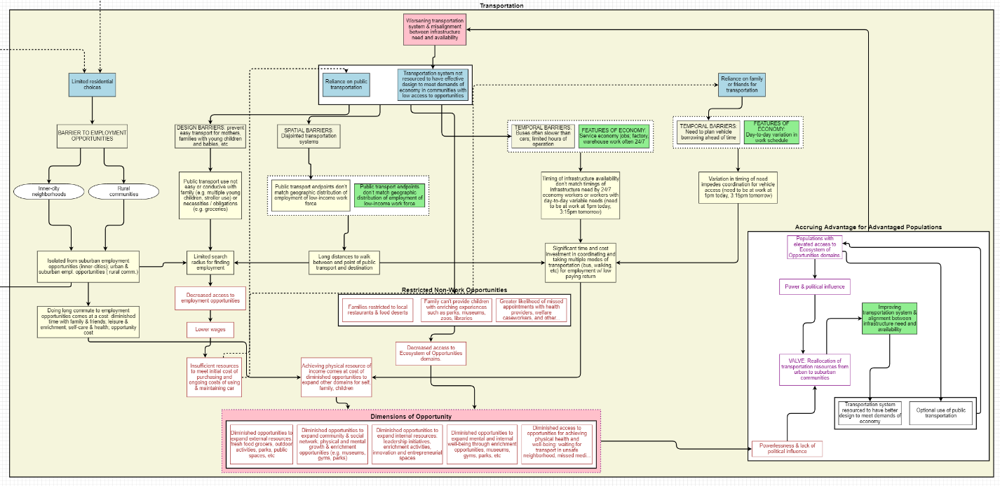 Transportation
Worsening transportation
system & misalignment
between infrastructure
need and availability
Limited residential
choices
Reliance on public
transportation
Transportation system not
resourced to have effective
design to meet demands of
economy in communities with
low access to opportunities
Reliance on family
or friends for
transportation
BARRIER TO EMPLOYMENT
OPPORTUNITIES
DESIGN BARRIERS: prevent
easy transport for mothers,
families with young children
and babies, etc
SPATIAL BARRIERS:
Disjointed transportation
systems
TEMPORAL BARRIERS:
Buses often slower than
cars; limited hours of
operation
FEATURES OF ECONOMY:
Service economy jobs; factory,
warehouse work often 24/7
TEMPORAL BARRIERS:
Need to plan vehicle
borrowing ahead of time
FEATURES OF
ECONOMY:
Day-to-day variation in
work schedule
Inner-city
neighborhoods
Rural
communities
Public transport use not
easy or conducive with
family (e.g. multiple young
children, stroller use) or
necessities / obligations
(e.g. groceries)
Public transport endpoints don't
match geographic distribution of
employment of low-income work
force
Public transport endpoints
don't match geographic
distribution of employment of
low-income work force
Timing of infrastructure availability
don't match timings of
infrastructure need by 24/7
economy workers or workers with
day-to-day variable needs (need
to be at work at 1pm today,
3:15pm tomorrow)
Variation in timing of need
impedes coordination for vehicle
access (need to be at work at
1pm today, 3:15pm tomorrow)
Isolated from suburban employment
opportunities (inner-cities); urban &
suburban empl. opportunities ( rural comm.)
Limited search
radius for finding
employment
Long distances to walk
between end point of public
transport and destination
Significant time and cost
investment in coordinating and
taking multiple modes of
transportation (bus, walking,
etc) for employment w/ low
paying return
Accruing Advantage for Advantaged Populations
Populations with
elevated access to
Ecosystem of
Opportunities domains.
Power & political influence
Improving
transportation system &
alignment between
infrastructure need and
availability
VALVE: Reallocation of
transportation resources from
urban to suburban
communities
Transportation system
resourced to have better
design to meet demands of
economy
Optional use of public
transportation
Powerlessness & lack of
political influence
Decreased access to
employment opportunities
Doing long commute to employment
opportunities comes at a cost: diminished
time with family & friends; leisure &
enrichment; self-care & health; opportunity
cost
Lower wages
Insufficient resources
to meet initial cost of
purchasing and
ongoing costs of using
& maintaining car
Restricted Non-Work Opportunities
Families restricted to local
restaurants & food deserts
Family can't provide children
with enriching experiences
such as parks, museums,
zoos, libraries
Greater likelihood of missed
appointments with health
providers, welfare
caseworkers, and other...
Decreased access to
Ecosystem of Opportunities
domains.
Achieving physical resource of
income comes at cost of
diminished opportunities to
expand other domains for self,
family, children
Dimensions of Opportunity
Diminished opportunities to
expand external resources,
fresh food grocers, outdoor
activities, parks, public
spaces, etc
Diminished opportunities to
expand community & social
network; physical and mental
growth & enrichment
opportunities (e.g. museums,
gyms, parks)
Diminished opportunities to
expand internal resources:
leadership initiatives,
enrichment activities,
innovation and entrepreneurial
spaces
Diminished opportunities to
expand mental and internal
well-being through enrichment
opportunities, museums,
gyms, parks, etc
Diminished access to
opportunities for achieving
physical health and
well-being: waiting for
transport in unsafe
neighborhood, missed medi...